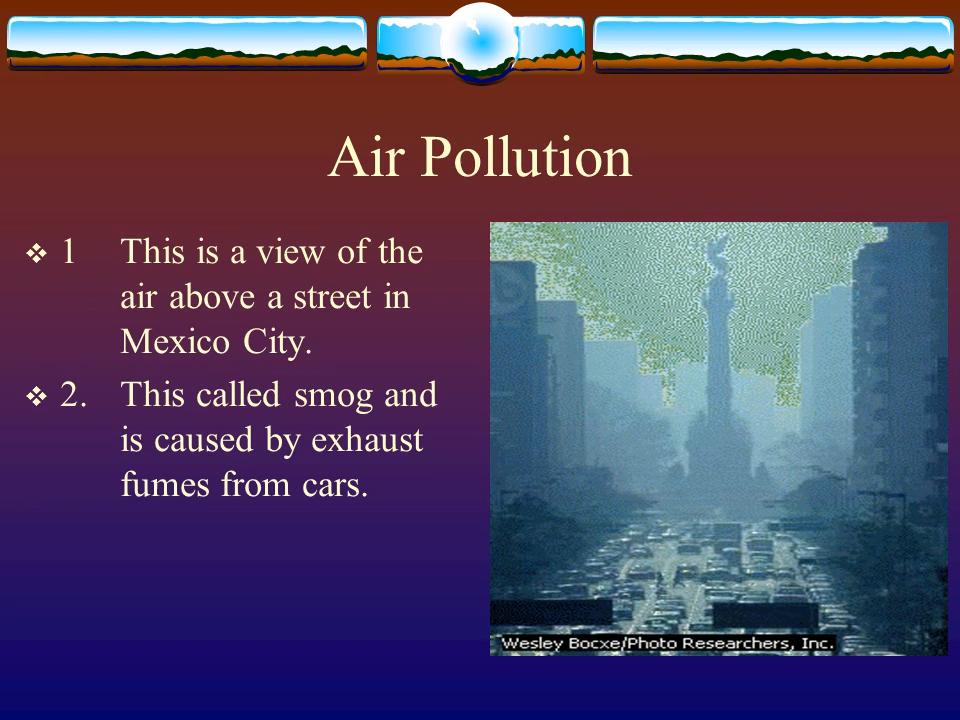 Air Pollution
❖ 1 This is a view of the
air above a street in
Mexico City.
❖ 2. This called smog and
is caused by exhaust
fumes from cars.
Wesley Bocxe/Photo Researchers, Inc.